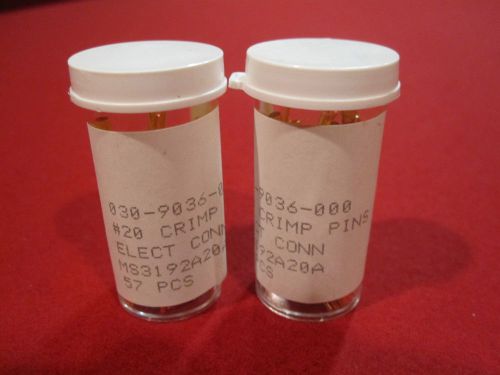 030-9036-0
#20 CRIMP
ELECT CONN
MS3192A20A
57 PCS
-9036-000
CRIMP PINS
T CONN
92A20A
CS